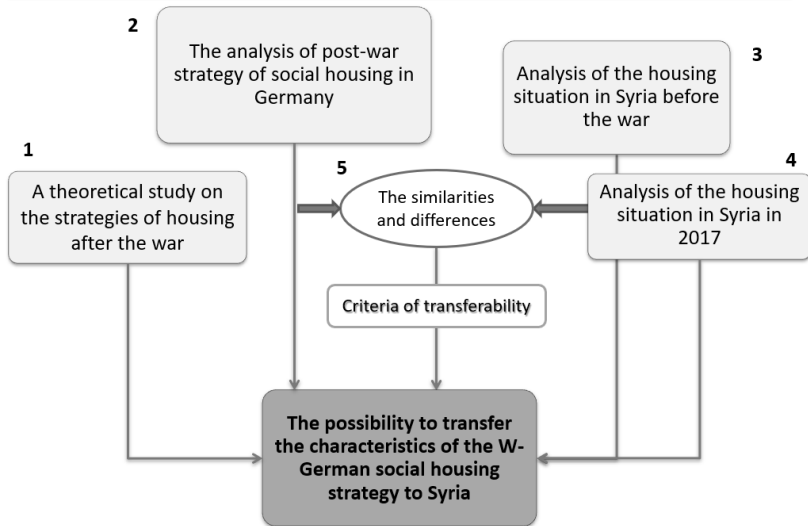 2
The analysis of post-war
strategy of social housing in
Germany
3
Analysis of the housing
situation in Syria before
the war
1
A theoretical study on
the strategies of housing
after the war
5
The similarities
and differences
4
Analysis of the housing
situation in Syria in
2017
Criteria of transferability
The possibility to transfer
the characteristics of the W-
German social housing
strategy to Syria